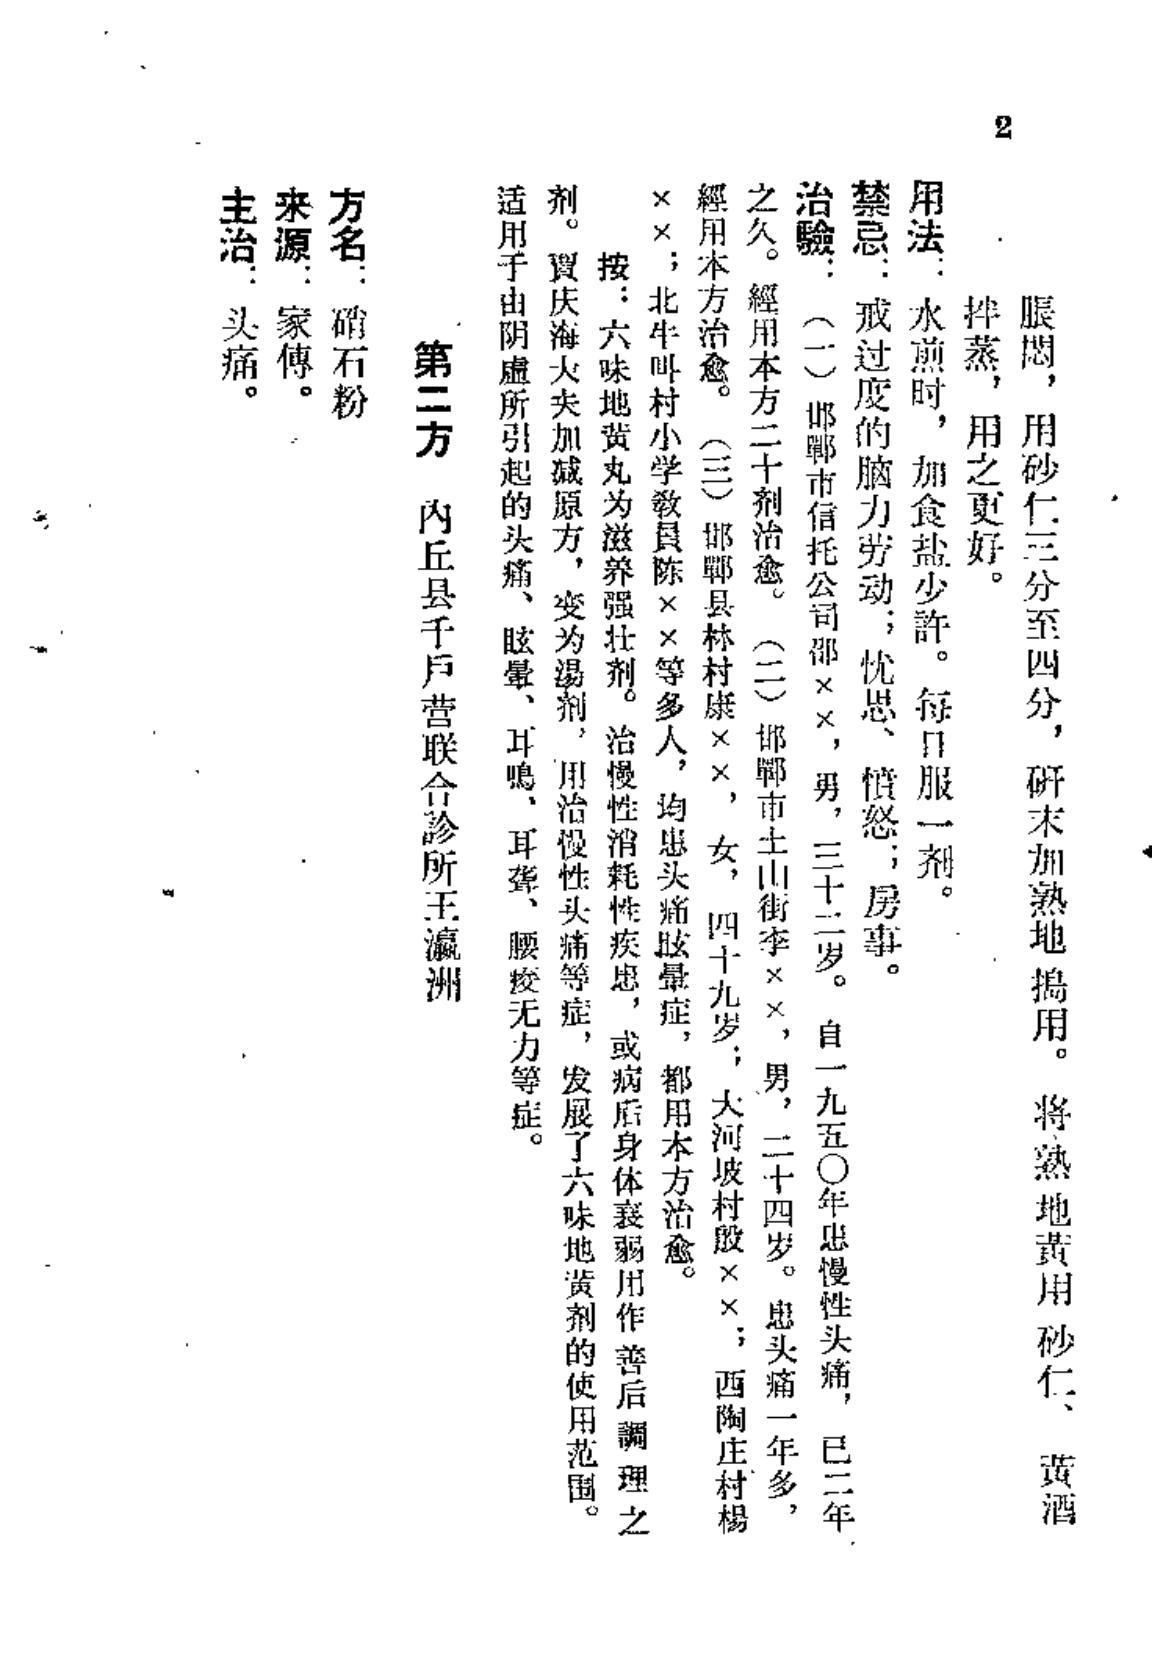 2
脹悶，用砂仁三分至四分，研末加熟地搗用。将熟地黄用砂仁、黄酒
拌蒸，用之更好。
用法：水煎时，加食盐少許。每日服一剂。
禁忌：戒过度的脑力劳动；忧思、憤怒；房事。
治驗：（一）邯鄲市信托公司邵××，男，三十二岁。自一九五〇年患慢性头痛，已二年
之久。經用本方二十剂治愈。（二）邯鄲市土山街李××，男，二十四岁。患头痛一年多，
經用本方治愈。（三）邯鄲县林村康××，女，四十九岁；大河坡村殷××；西陶庄村楊
××；北牛叫村小学教員陈××等多人，均患头痛眩暈症，都用本方治愈。
按：六味地黄丸为滋养强壮剂。治慢性消耗性疾患，或病后身体衰弱用作善后調理之
剂。賈庆海大夫加减原方，变为湯剂，用治慢性头痛等症，发展了六味地黄剂的使用范围。
适用于由阴虚所引起的头痛、眩暈、耳鳴、耳聋、腰痠无力等症。
第二方 內丘县千戶营联合診所王瀛洲
方名：硝石粉
来源：家傳。
主治：头痛。